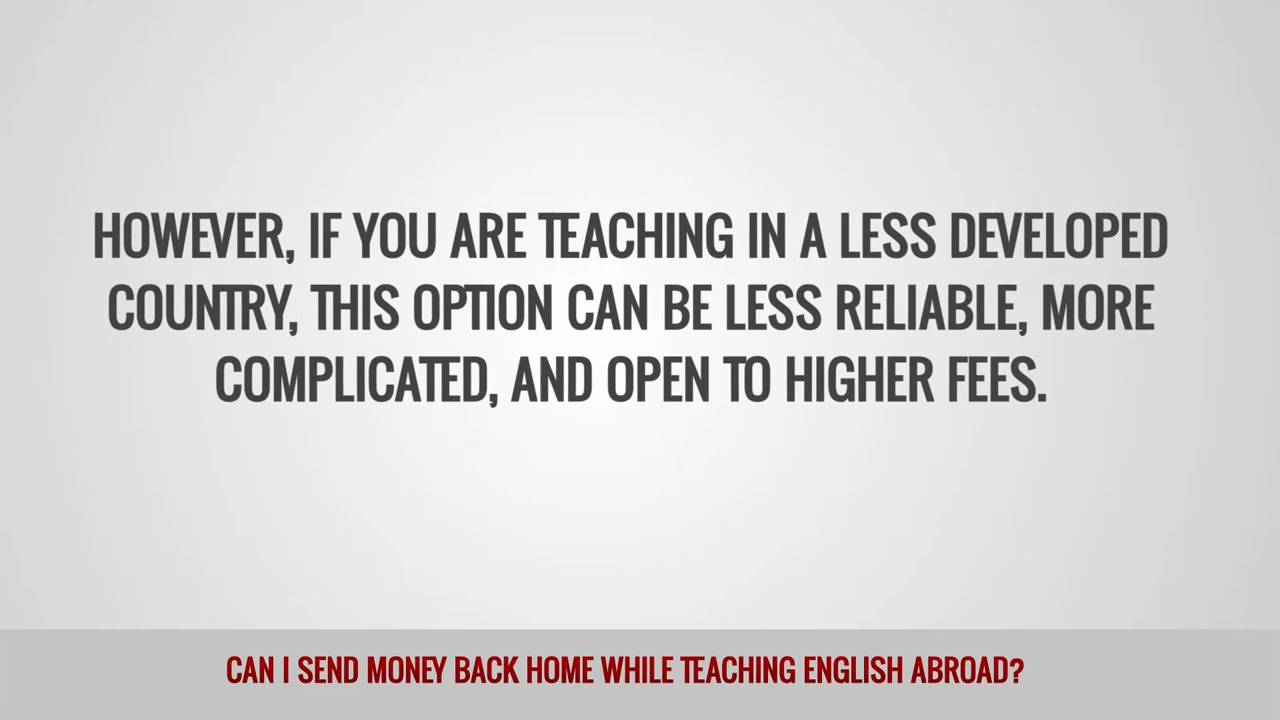 HOWEVER, IF YOU ARE TEACHING IN A LESS DEVELOPED
COUNTRY, THIS OPTION CAN BE LESS RELIABLE, MORE
COMPLICATED, AND OPEN TO HIGHER FEES.
CAN I SEND MONEY BACK HOME WHILE TEACHING ENGLISH ABROAD?